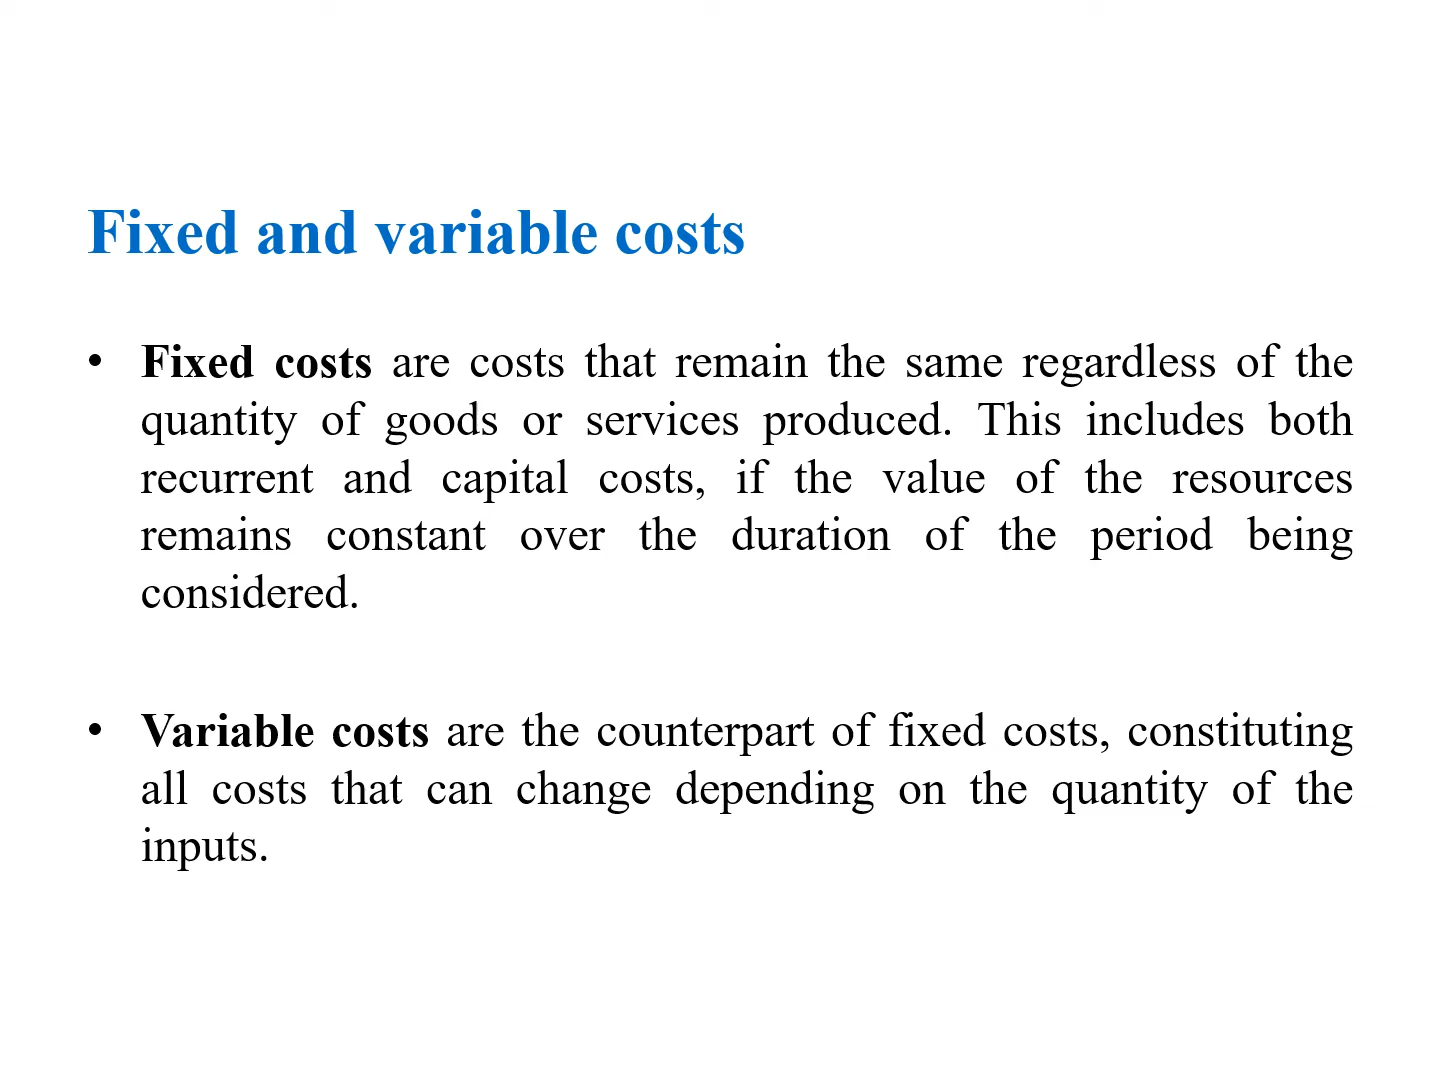 Fixed and variable costs
• Fixed costs are costs that remain the same regardless of the
quantity of goods or services produced. This includes both
recurrent and capital costs, if the value of the resources
remains constant over the duration of the period being
considered.
• Variable costs are the counterpart of fixed costs, constituting
all costs that can change depending on the quantity of the
inputs.